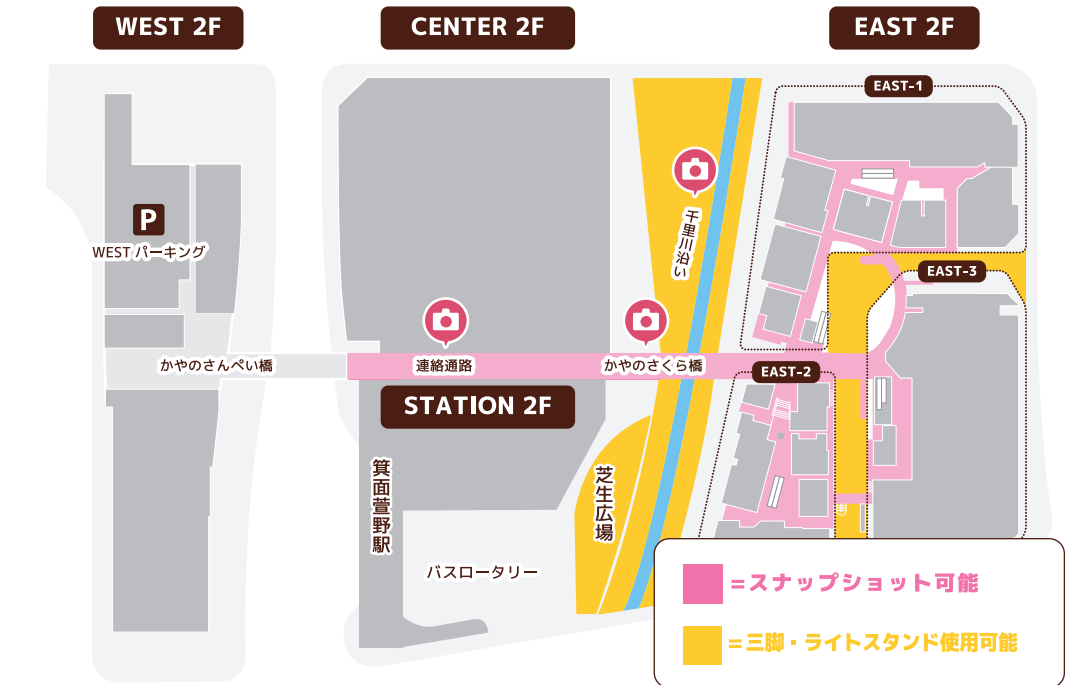 WEST 2F
CENTER 2F
EAST 2F
EAST-1
P
WEST パーキング
千里川沿い
EAST-3
かやのさんぺい橋
連絡通路
かやのさくら橋
EAST-2
STATION 2F
箕面萱野駅
芝生広場
バスロータリー
=スナップショット可能
=三脚・ライトスタンド使用可能